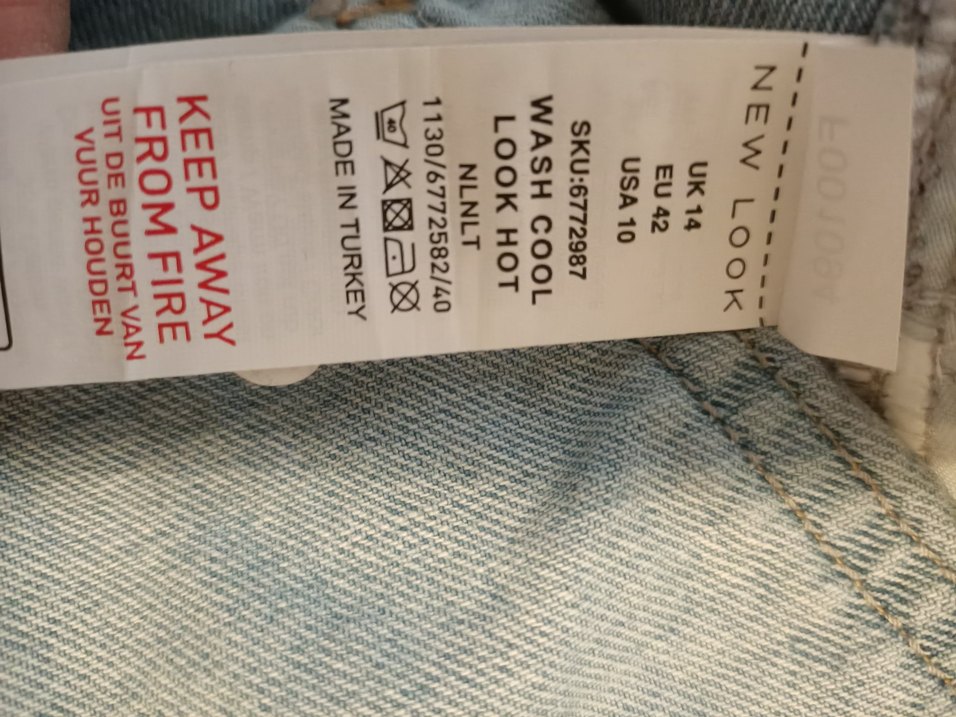 NEW LOOK
UK 14
EU 42
USA 10
SKU:6772987
WASH COOL
LOOK HOT
NLNLT
1130/6772582/40
40
MADE IN TURKEY
KEEP AWAY
FROM FIRE
UIT DE BUURT VAN
VUUR HOUDEN